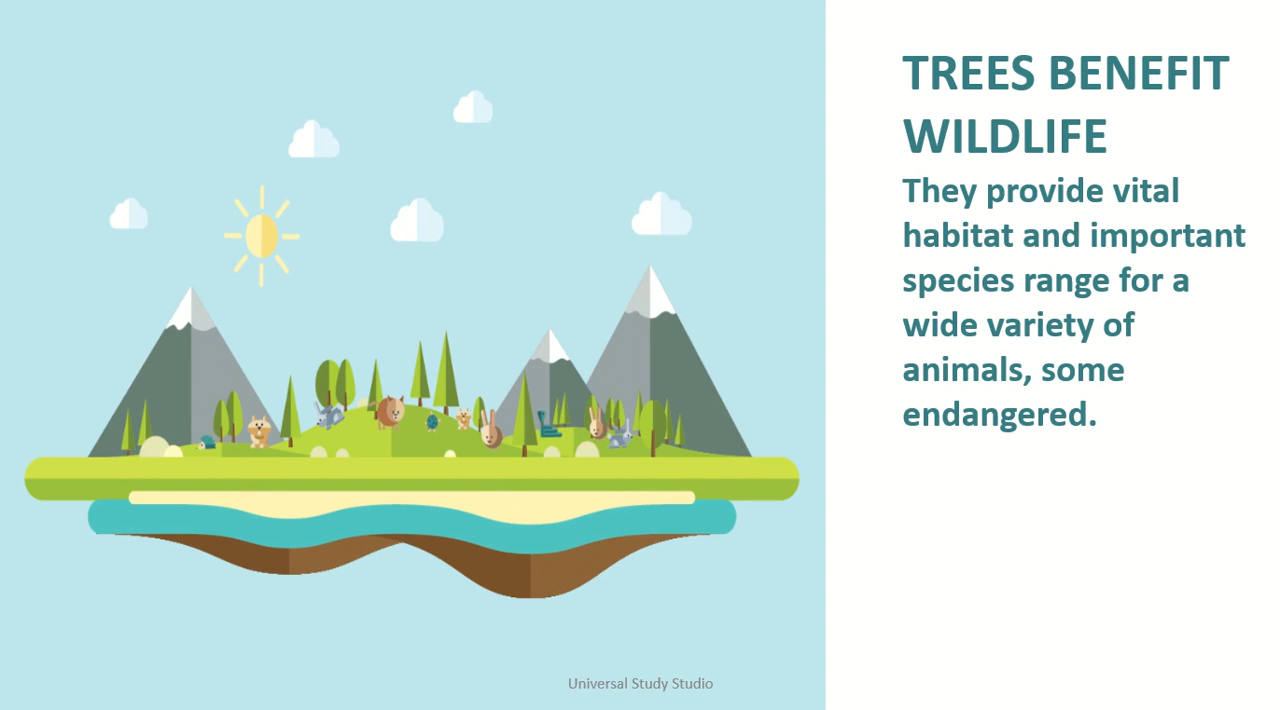 TREES BENEFIT
WILDLIFE
They provide vital
habitat and important
species range for a
wide variety of
animals, some
endangered.
Universal Study Studio